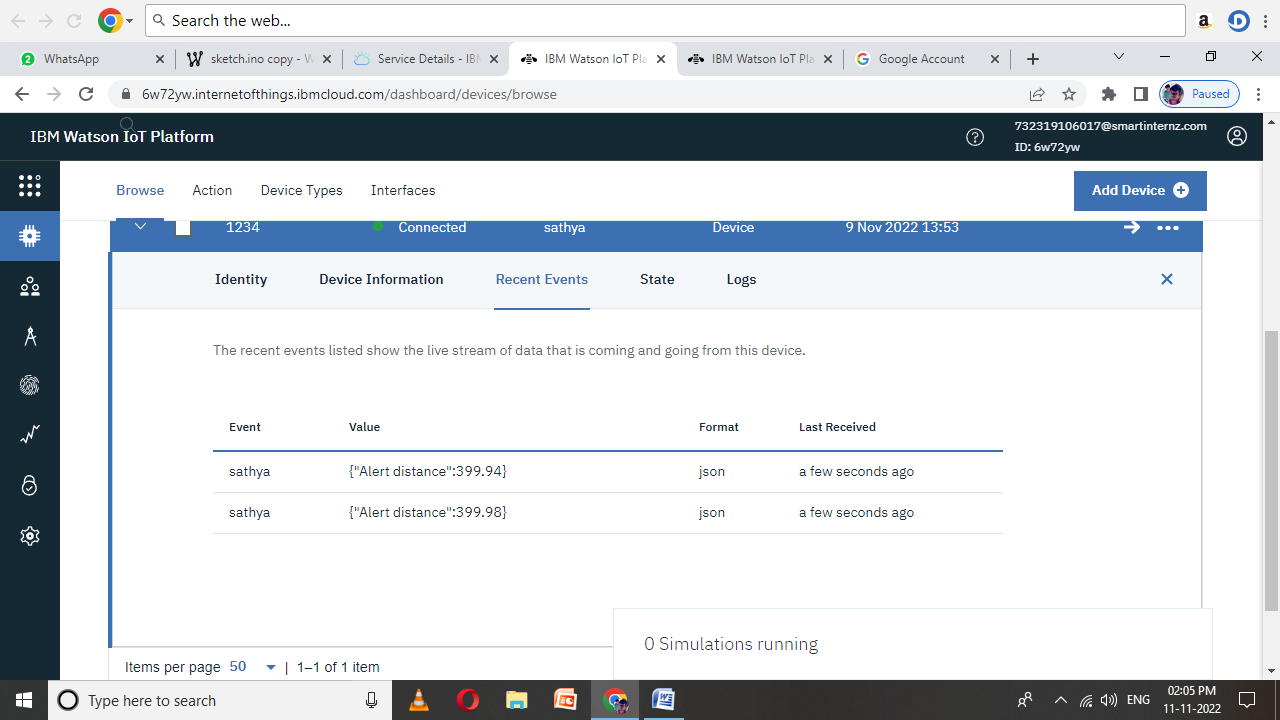 Search the web...
WhatsApp
sketch.ino copy - W
Service Details - IBM
IBM Watson IoT Pla
IBM Watson IoT Pla
Google Account
6w72yw.internetofthings.ibmcloud.com/dashboard/devices/browse
Paused
IBM Watson IoT Platform
732319106017@smartinternz.com
ID: 6w72yw
Browse Action Device Types Interfaces
Add Device
1234 Connected sathya Device 9 Nov 2022 13:53
Identity Device Information Recent Events State Logs
The recent events listed show the live stream of data that is coming and going from this device.
Event Value Format Last Received
sathya {"Alert distance":399.94} json a few seconds ago
sathya {"Alert distance":399.98} json a few seconds ago
0 Simulations running
Items per page 50 | 1–1 of 1 item
Type here to search
ENG
02:05 PM
11-11-2022